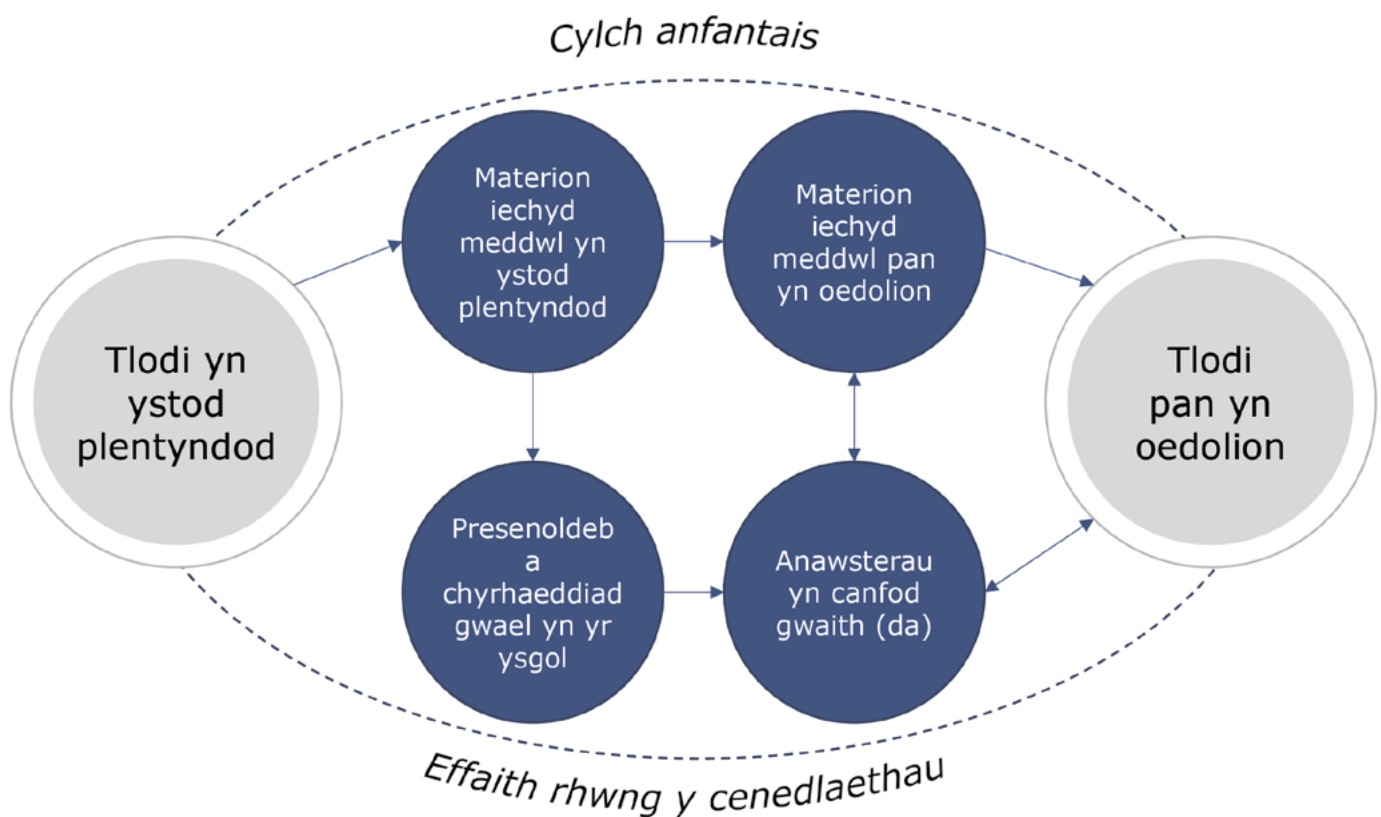 Cylch anfantais
Materion
iechyd
meddwl yn
ystod
plentyndod
Materion
iechyd
meddwl pan
yn oedolion
Tlodi yn
ystod
plentyndod
Tlodi
pan yn
oedolion
Presenoldeb
a
chyrhaeddiad
gwael yn yr
ysgol
Anawsterau
yn canfod
gwaith (da)
Effaith rhwng y cenedlaethau